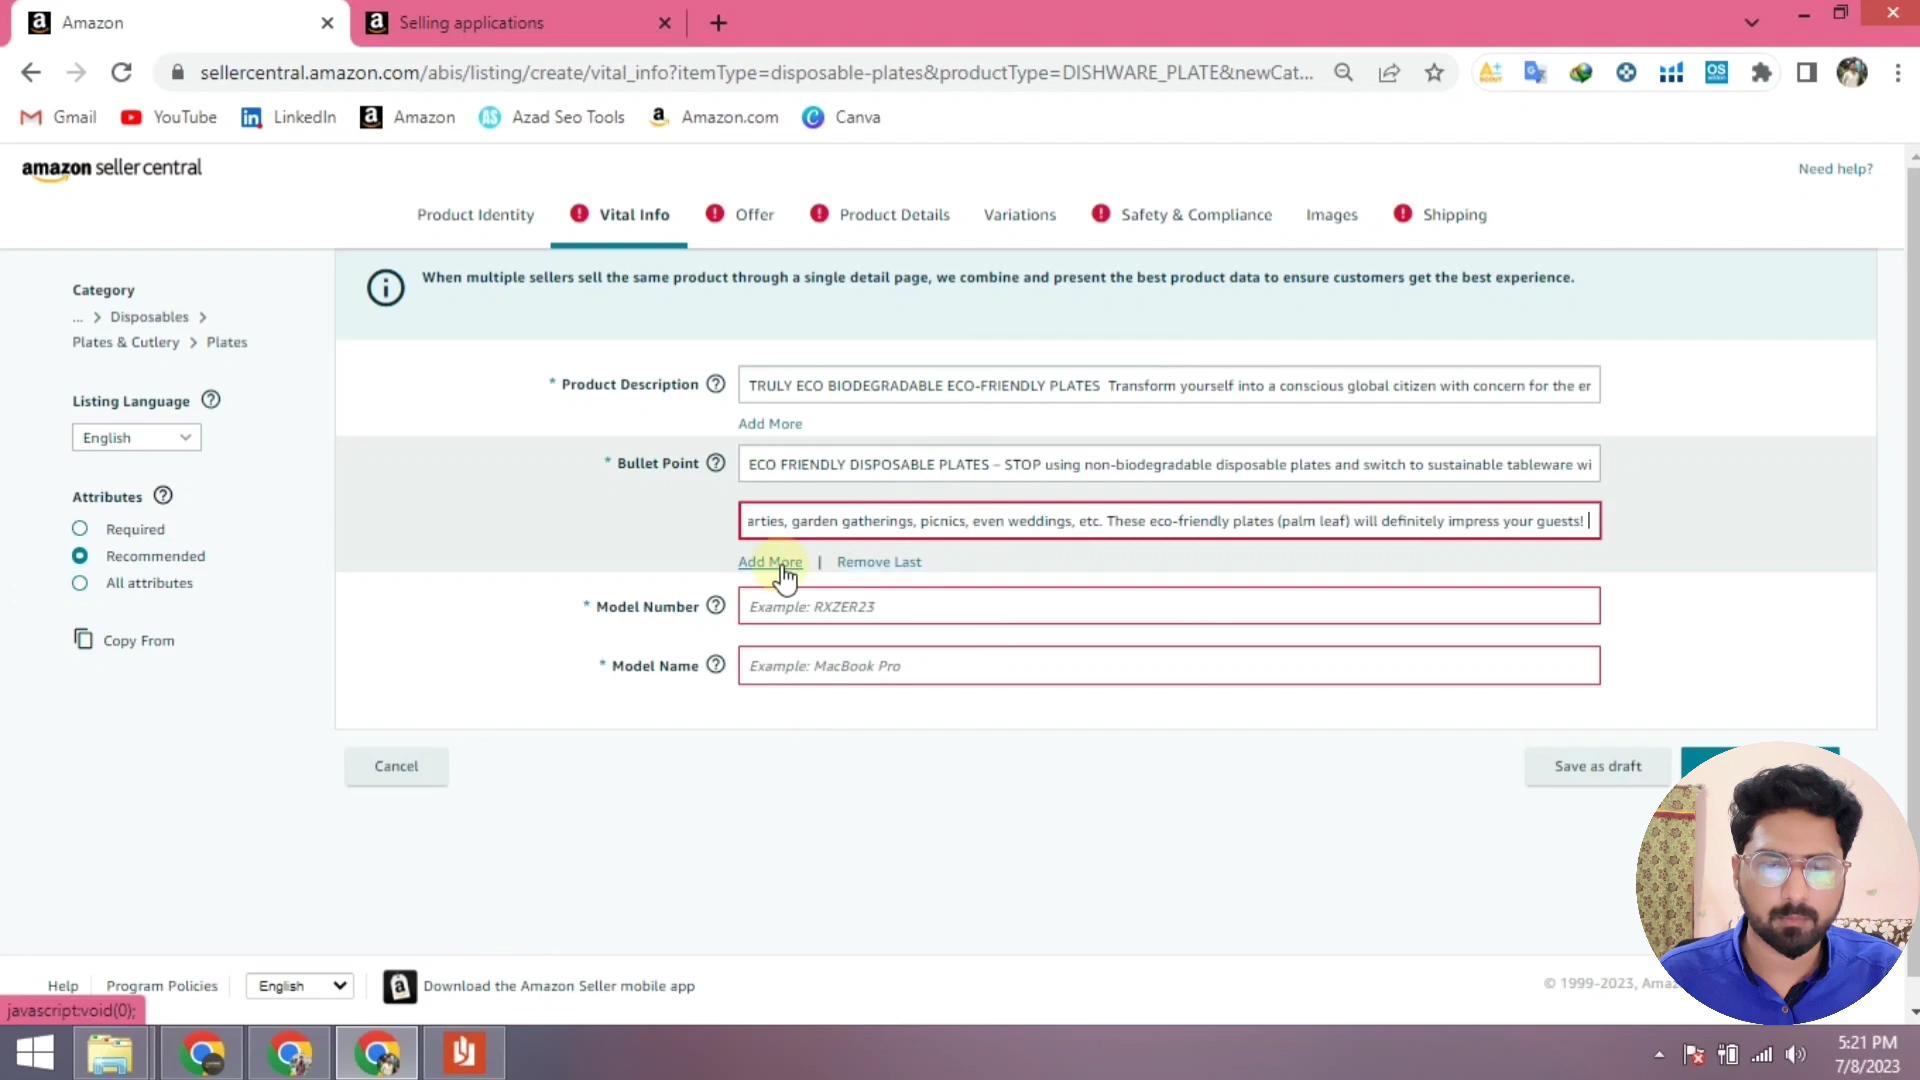 Amazon
Selling applications
sellercentral.amazon.com/abis/listing/create/vital_info?itemType=disposable-plates&productType=DISHWARE_PLATE&newCat...
Gmail
YouTube
LinkedIn
Amazon
Azad Seo Tools
Amazon.com
Canva
amazon seller central
Need help?
Product Identity
Vital Info
Offer
Product Details
Variations
Safety & Compliance
Images
Shipping
When multiple sellers sell the same product through a single detail page, we combine and present the best product data to ensure customers get the best experience.
Category
... > Disposables >
Plates & Cutlery > Plates
Listing Language
English
Attributes
Required
Recommended
All attributes
Copy From
* Product Description
TRULY ECO BIODEGRADABLE ECO-FRIENDLY PLATES Transform yourself into a conscious global citizen with concern for the er
Add More
* Bullet Point
ECO FRIENDLY DISPOSABLE PLATES – STOP using non-biodegradable disposable plates and switch to sustainable tableware wi
arties, garden gatherings, picnics, even weddings, etc. These eco-friendly plates (palm leaf) will definitely impress your guests!
Add More | Remove Last
* Model Number
Example: RXZER23
* Model Name
Example: MacBook Pro
Cancel
Save as draft
Help
Program Policies
English
Download the Amazon Seller mobile app
© 1999-2023, Amaz
javascript:void(0);
5:21 PM
7/8/2023